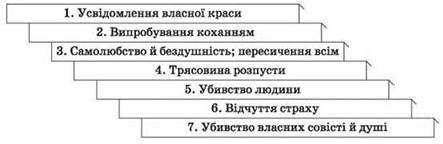 1. Усвідомлення власної краси
2. Випробування коханням
3. Самолюбство й бездушність; пересичення всім
4. Трясовина розпусти
5. Убивство людини
6. Відчуття страху
7. Убивство власних совісті й душі